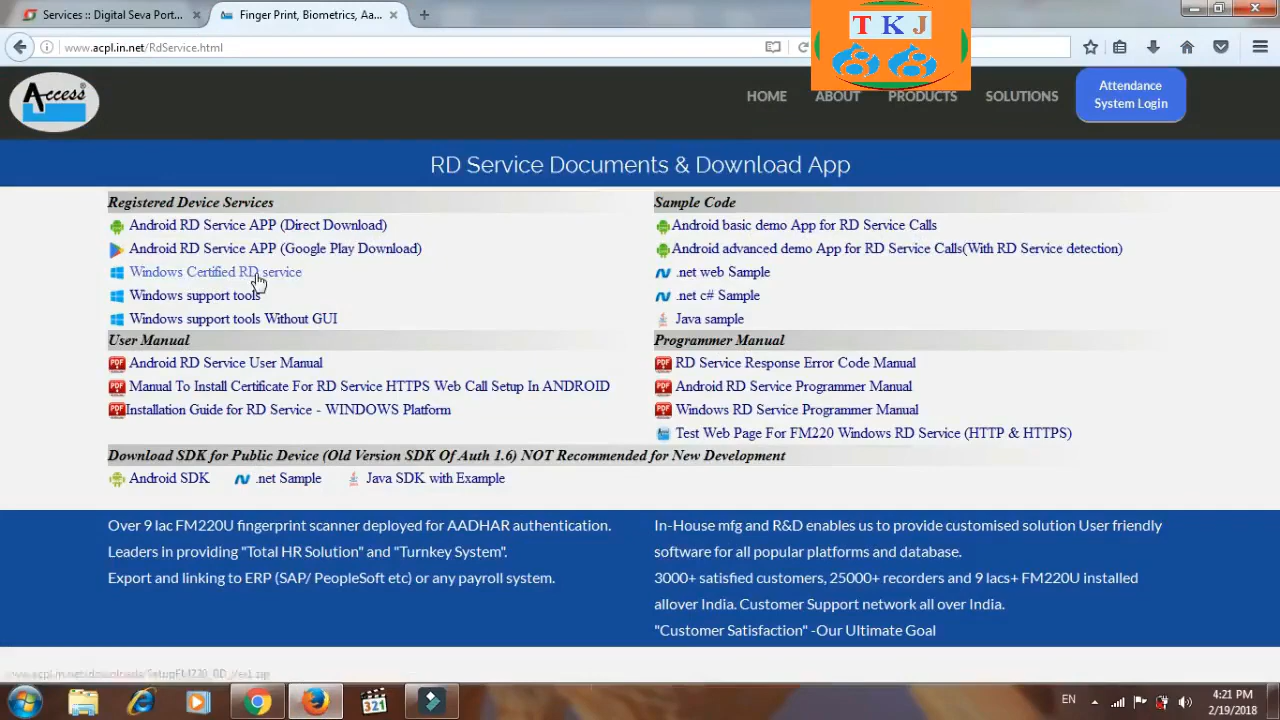 Services :: Digital Seva Port...
Finger Print, Biometrics, Aa...
www.acpl.in.net/RdService.html
T K J
Access
HOME
ABOUT
PRODUCTS
SOLUTIONS
Attendance
System Login
RD Service Documents & Download App
Registered Device Services
Android RD Service APP (Direct Download)
Android RD Service APP (Google Play Download)
Windows Certified RD service
Windows support tools
Windows support tools Without GUI
User Manual
Android RD Service User Manual
Manual To Install Certificate For RD Service HTTPS Web Call Setup In ANDROID
Installation Guide for RD Service - WINDOWS Platform
Sample Code
Android basic demo App for RD Service Calls
Android advanced demo App for RD Service Calls(With RD Service detection)
.net web Sample
.net c# Sample
Java sample
Programmer Manual
RD Service Response Error Code Manual
Android RD Service Programmer Manual
Windows RD Service Programmer Manual
Test Web Page For FM220 Windows RD Service (HTTP & HTTPS)
Download SDK for Public Device (Old Version SDK Of Auth 1.6) NOT Recommended for New Development
Android SDK
.net Sample
Java SDK with Example
Over 9 lac FM220U fingerprint scanner deployed for AADHAR authentication.
Leaders in providing "Total HR Solution" and "Turnkey System".
Export and linking to ERP (SAP/ PeopleSoft etc) or any payroll system.
In-House mfg and R&D enables us to provide customised solution User friendly
software for all popular platforms and database.
3000+ satisfied customers, 25000+ recorders and 9 lacs+ FM220U installed
allover India. Customer Support network all over India.
"Customer Satisfaction" -Our Ultimate Goal
321
EN
4:21 PM
2/19/2018